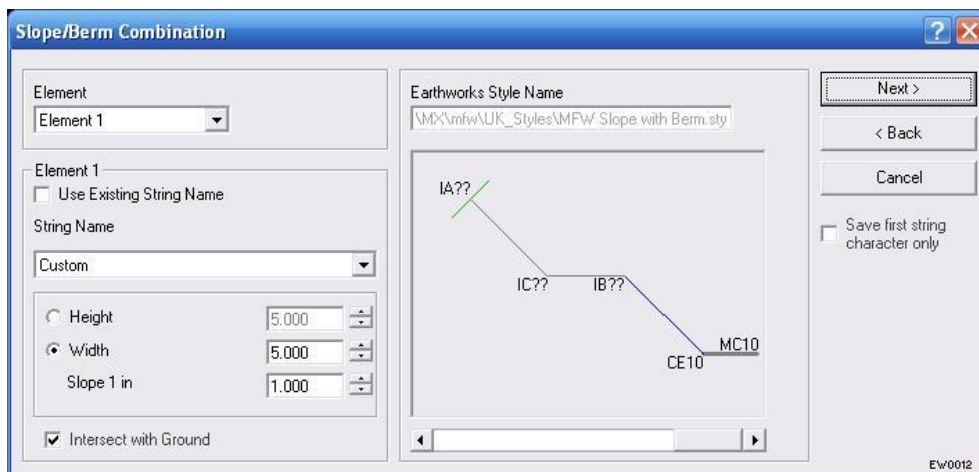 Slope/Berm Combination
Element
Element 1
Element 1
Use Existing String Name
String Name
Custom
Height
5.000
Width
5.000
Slope 1 in
1.000
Intersect with Ground
Earthworks Style Name
\MX\mfw\UK_Styles\MFW Slope with Berm.sty
IA??
IC??
IB??
MC10
CE10
Next >
< Back
Cancel
Save first string
character only
EW0012